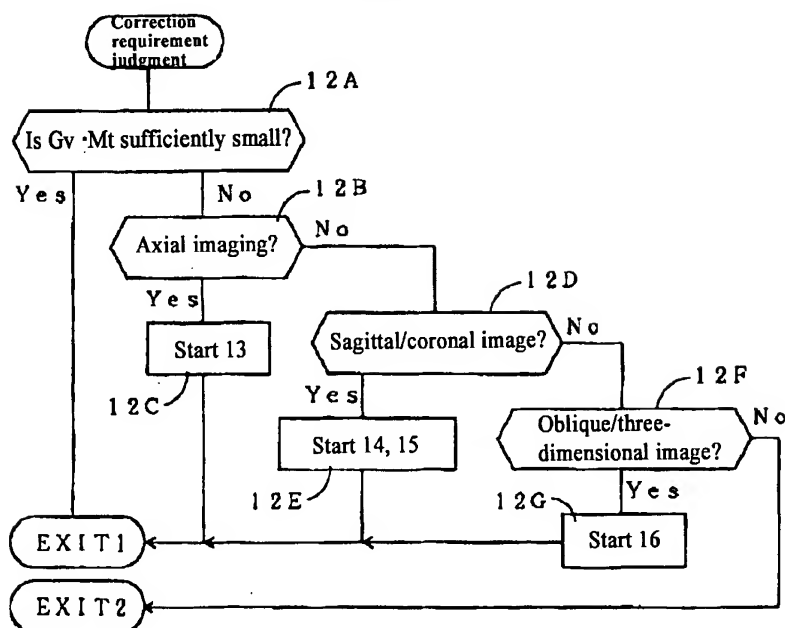 Correction
requirement
judgment
12A
Is Gv ·Mt sufficiently small?
Yes
No
12B
Axial imaging?
No
Yes
12D
Start 13
Sagittal/coronal image?
No
12C
Yes
12F
Start 14, 15
Oblique/three-
dimensional image?
No
12E
12G
Yes
EXIT1
Start 16
EXIT2